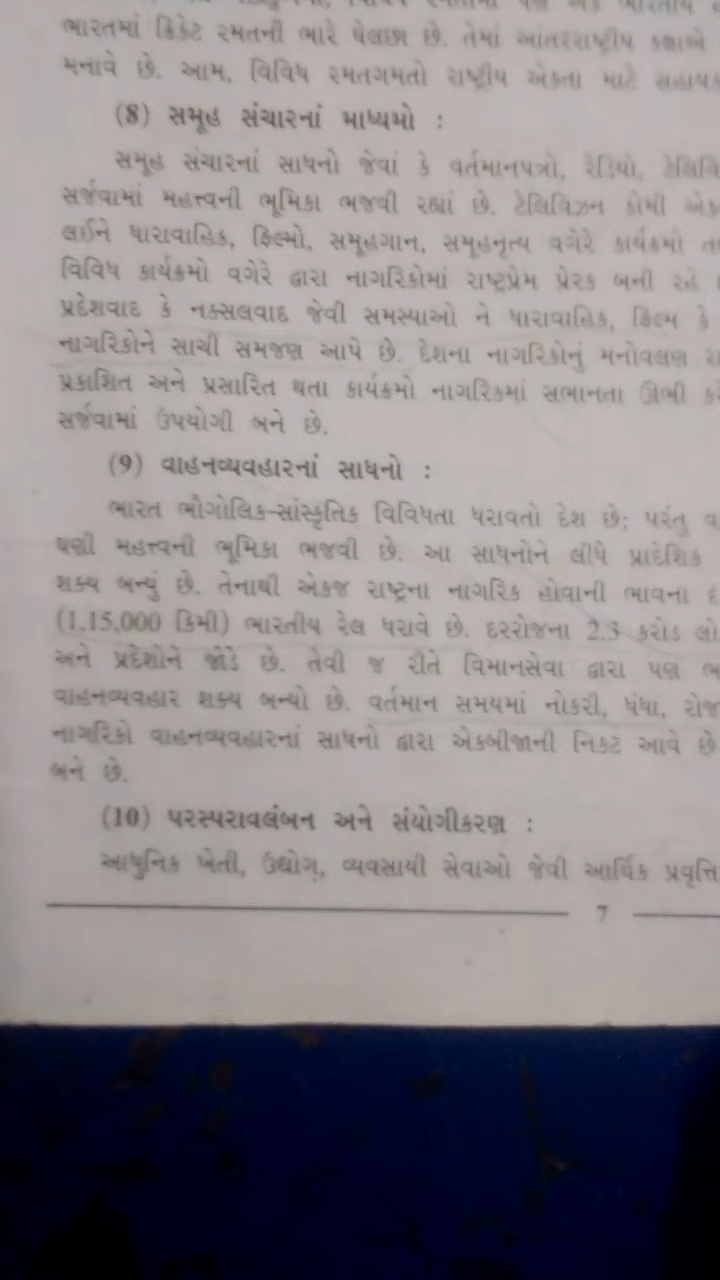 ભારતમાં ક્રિકેટ રમતની ભારે ઘેલછા છે. તેમાં આંતરરાષ્ટ્રીય કક્ષાએ
મનાવે છે. આમ, વિવિધ રમતગમતો રાષ્ટ્રીય એકતા માટે સહાયક
(8) સમૂહ સંચારનાં માધ્યમો :
સમૂહ સંચારનાં સાધનો જેવાં કે વર્તમાનપત્રો, રેડિયો, ટેલિવિ
સર્જવામાં મહત્ત્વની ભૂમિકા ભજવી રહ્યાં છે. ટેલિવિઝન કોમી એક
લઈને ધારાવાહિક, ફિલ્મો, સમૂહગાન, સમૂહનૃત્ય વગેરે કાર્યક્રમો ત
વિવિધ કાર્યક્રમો વગેરે દ્વારા નાગરિકોમાં રાષ્ટ્રપ્રેમ પ્રેરક બની રહે
પ્રદેશવાદ કે નક્સલવાદ જેવી સમસ્યાઓ ને ધારાવાહિક, ફિલ્મ કે
નાગરિકોને સાચી સમજણ આપે છે. દેશના નાગરિકોનું મનોવલણ રા
પ્રકાશિત અને પ્રસારિત થતા કાર્યક્રમો નાગરિકમાં સભાનતા ઊભી કરી
સર્જવામાં ઉપયોગી બને છે.
(9) વાહનવ્યવહારનાં સાધનો :
ભારત ભૌગોલિક-સાંસ્કૃતિક વિવિધતા ધરાવતો દેશ છે; પરંતુ વ
ઘણી મહત્ત્વની ભૂમિકા ભજવી છે. આ સાધનોને લીધે પ્રાદેશિક
શક્ય બન્યું છે. તેનાથી એકજ રાષ્ટ્રના નાગરિક હોવાની ભાવના દ
(1,15,000 કિમી) ભારતીય રેલ ધરાવે છે. દરરોજના 2.3 કરોડ લો
અને પ્રદેશોને જોડે છે. તેવી જ રીતે વિમાનસેવા દ્વારા પણ ભ
વાહનવ્યવહાર શક્ય બન્યો છે. વર્તમાન સમયમાં નોકરી, ધંધા, રોજ
નાગરિકો વાહનવ્યવહારનાં સાધનો દ્વારા એકબીજાની નિકટ આવે છે
બને છે.
(10) પરસ્પરાવલંબન અને સંયોગીકરણ :
આધુનિક ખેતી, ઉદ્યોગ, વ્યવસાયી સેવાઓ જેવી આર્થિક પ્રવૃત્તિ
7